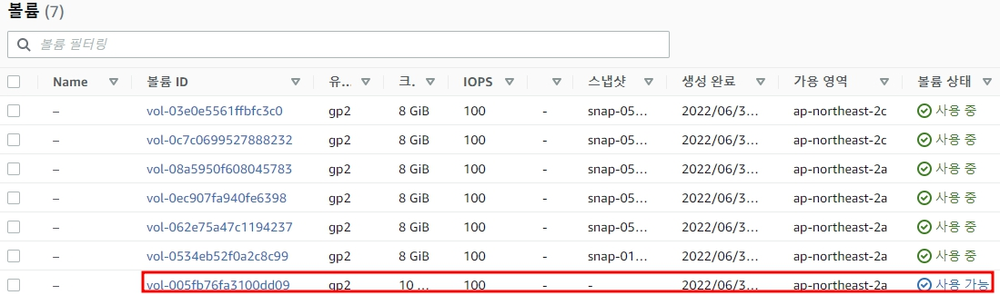 볼륨 (7)
볼륨 필터링
Name 볼륨 ID 유... 크. IOPS 스냅샷 생성 완료 가용 영역 볼륨 상태
– vol-03e0e5561ffbfc3c0 gp2 8 GiB 100 - snap-05... 2022/06/3... ap-northeast-2c 사용 중
– vol-0c7c0699527888232 gp2 8 GiB 100 - snap-05... 2022/06/3... ap-northeast-2c 사용 중
– vol-08a5950f608045783 gp2 8 GiB 100 - snap-05... 2022/06/3... ap-northeast-2a 사용 중
– vol-0ec907fa940fe6398 gp2 8 GiB 100 - snap-05... 2022/06/3... ap-northeast-2a 사용 중
– vol-062e75a47c1194237 gp2 8 GiB 100 - snap-05... 2022/06/3... ap-northeast-2a 사용 중
– vol-0534eb52f0a2c8c99 gp2 8 GiB 100 - snap-01... 2022/06/3... ap-northeast-2a 사용 중
– vol-005fb76fa3100dd09 gp2 10 ... 100 - - 2022/06/3... ap-northeast-2a 사용 가능